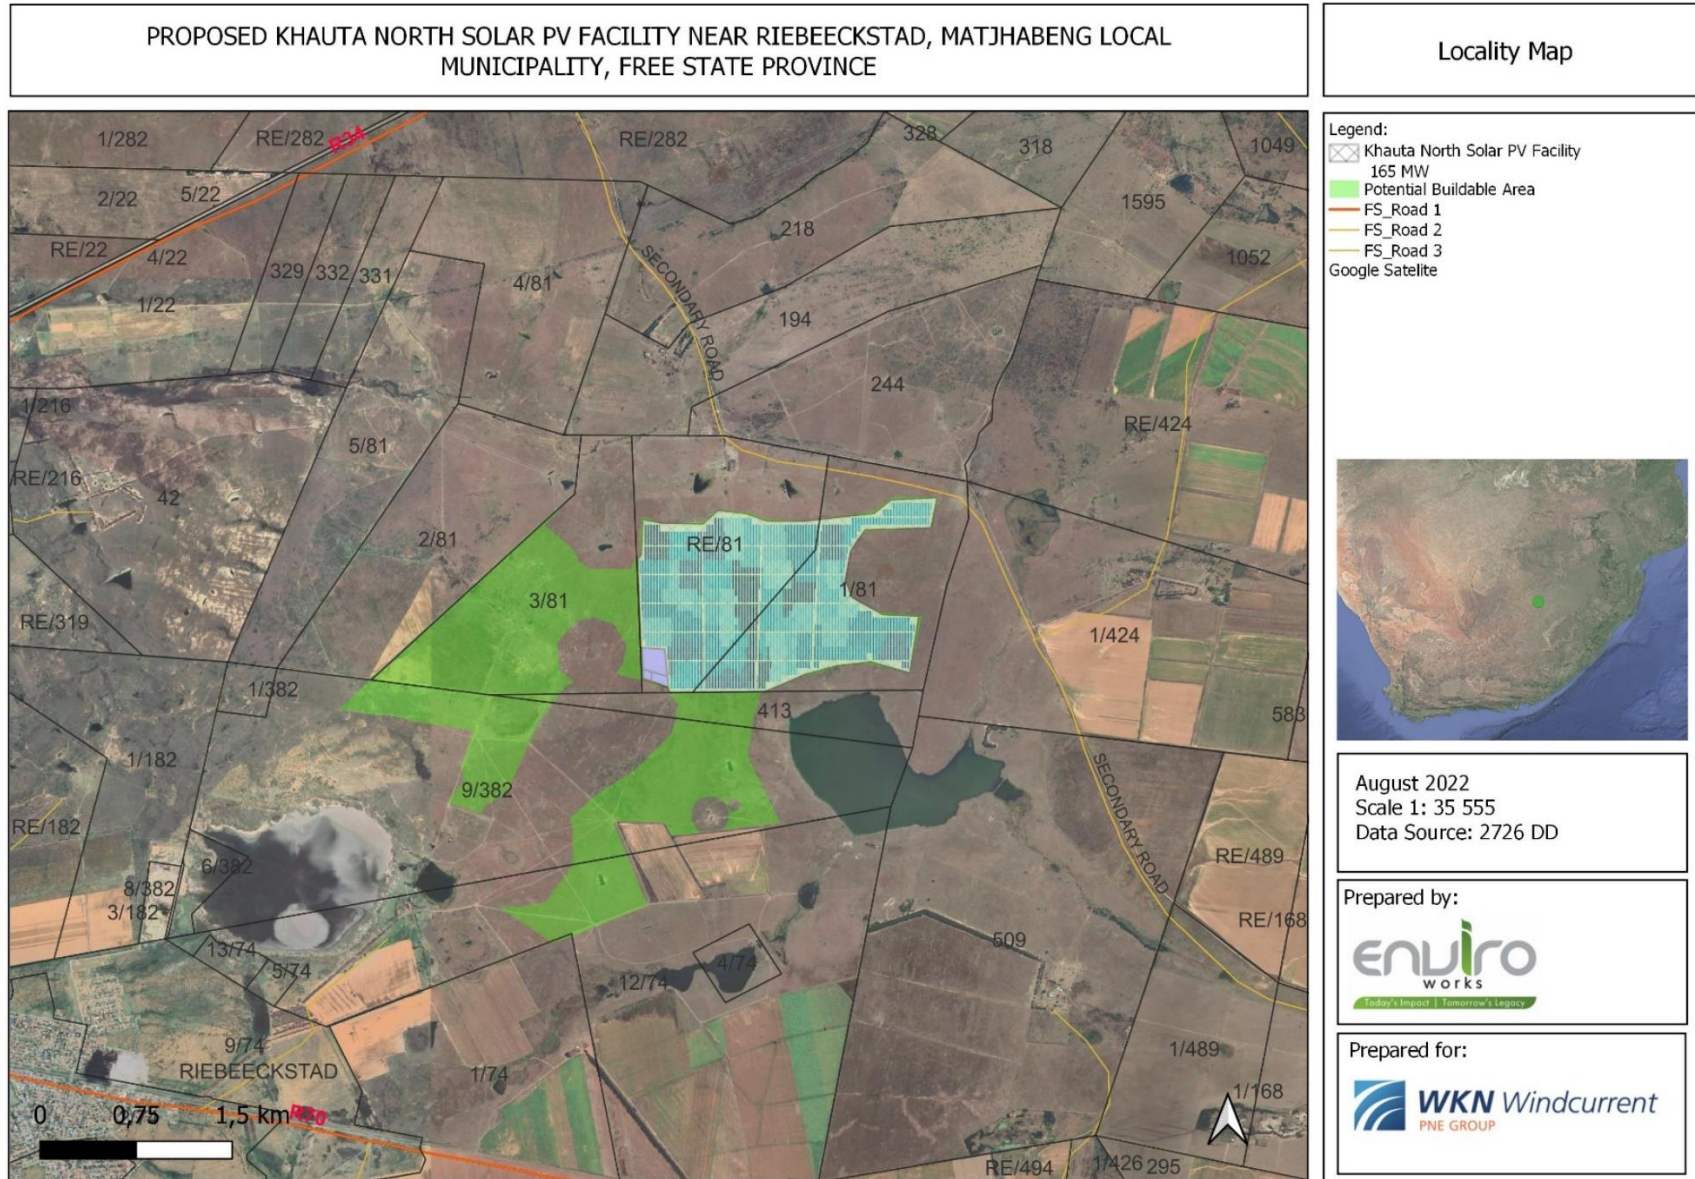 PROPOSED KHAUTA NORTH SOLAR PV FACILITY NEAR RIEBEECKSTAD, MATJHABENG LOCAL
MUNICIPALITY, FREE STATE PROVINCE
Locality Map
Legend:
Khauta North Solar PV Facility
165 MW
Potential Buildable Area
FS_Road 1
FS_Road 2
FS_Road 3
Google Satelite
1/282
RE/282
R34
RE/282
328
318
1049
2/22
5/22
1595
218
RE/22
4/22
329
332
331
4/81
SECONDARY ROAD
1052
1/22
194
244
1/216
RE/424
5/81
RE/216
42
2/81
RE/81
3/81
1/81
RE/319
1/424
1/382
413
583
1/182
9/382
SECONDARY ROAD
RE/182
6/382
RE/489
8/382
3/182
RE/168
13/74
5/74
509
12/74
4/74
9/74
RIEBEECKSTAD
1/74
1/489
1/168
0
0,75
1,5 km
R70
RE/494
1/426
295
August 2022
Scale 1: 35 555
Data Source: 2726 DD
Prepared by:
enviro
works
Today's Impact | Tomorrow's Legacy
Prepared for:
WKN Windcurrent
PNE GROUP